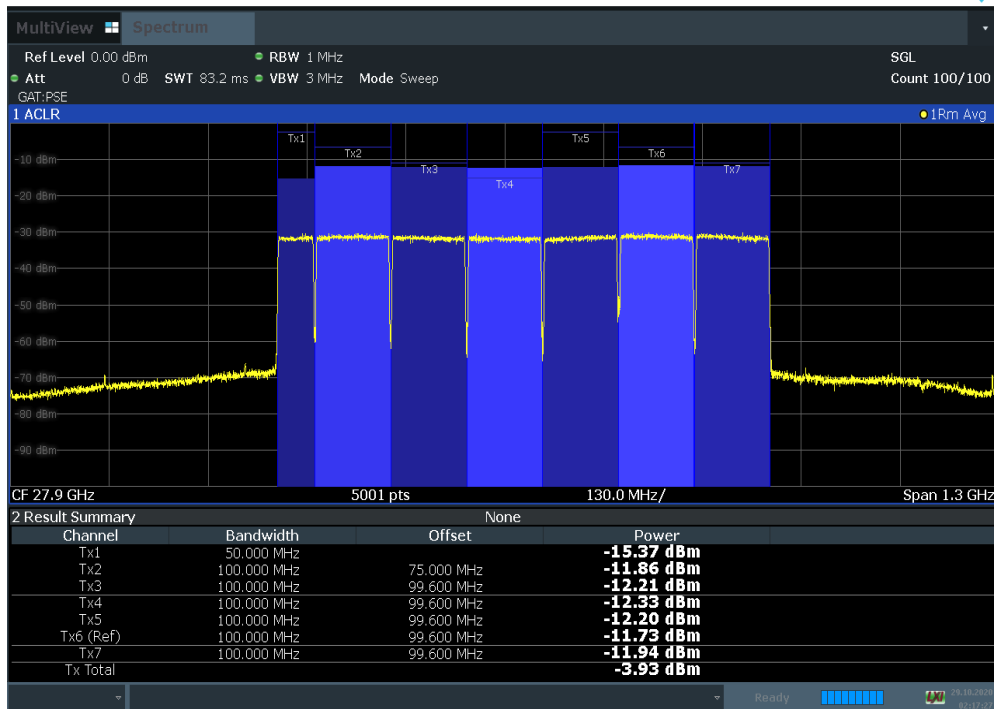 MultiView Spectrum
Ref Level 0.00 dBm RBW 1 MHz SGL
Att 0 dB SWT 83.2 ms VBW 3 MHz Mode Sweep Count 100/100
GAT:PSE
1 ACLR 1Rm Avg
Tx1 Tx5
Tx2 Tx6
-10 dBm
Tx3 Tx7
Tx4
-20 dBm
-30 dBm
-40 dBm
-50 dBm
-60 dBm
-70 dBm
-80 dBm
-90 dBm
CF 27.9 GHz 5001 pts 130.0 MHz/ Span 1.3 GHz
2 Result Summary None
Channel Bandwidth Offset Power
Tx1 50.000 MHz -15.37 dBm
Tx2 100.000 MHz 75.000 MHz -11.86 dBm
Tx3 100.000 MHz 99.600 MHz -12.21 dBm
Tx4 100.000 MHz 99.600 MHz -12.33 dBm
Tx5 100.000 MHz 99.600 MHz -12.20 dBm
Tx6 (Ref) 100.000 MHz 99.600 MHz -11.73 dBm
Tx7 100.000 MHz 99.600 MHz -11.94 dBm
Tx Total -3.93 dBm
Ready 29.10.2020
02:17:27